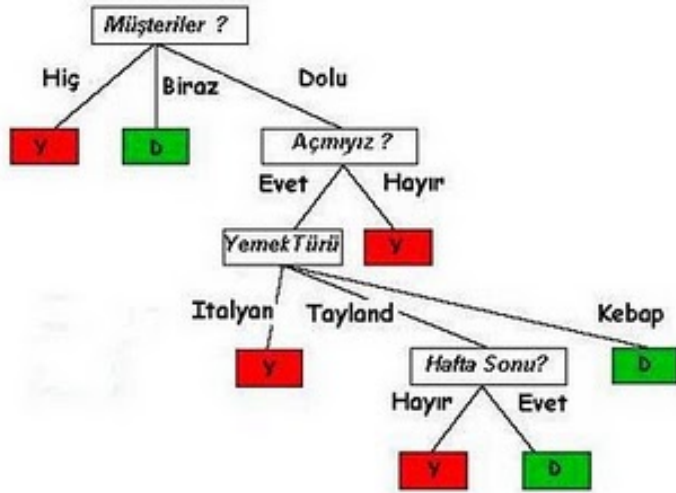 Müşteriler ?
Hiç
Biraz
Dolu
Y
D
Açmıyız ?
Evet
Hayır
YemekTürü
Y
Italyan
Tayland
Kebap
Y
Hafta Sonu?
D
Hayır
Evet
Y
D